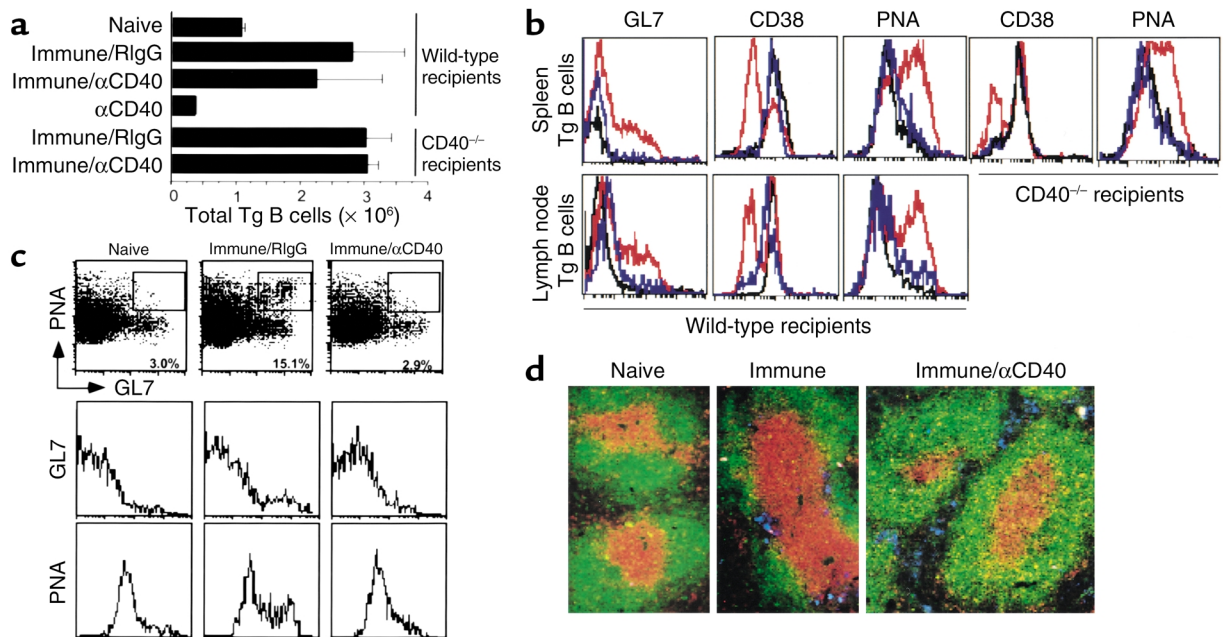 a
Naive
Immune/RIgG
Immune/αCD40
αCD40
Wild-type
recipients
Immune/RIgG
Immune/αCD40
CD40–/–
recipients
0 1 2 3 4
Total Tg B cells (× 10⁶)
b
GL7 CD38 PNA CD38 PNA
Spleen
Tg B cells
Lymph node
Tg B cells
CD40–/– recipients
Wild-type recipients
c
Naive Immune/RIgG Immune/αCD40
PNA
3.0% 15.1% 2.9%
GL7
GL7
PNA
d
Naive Immune Immune/αCD40